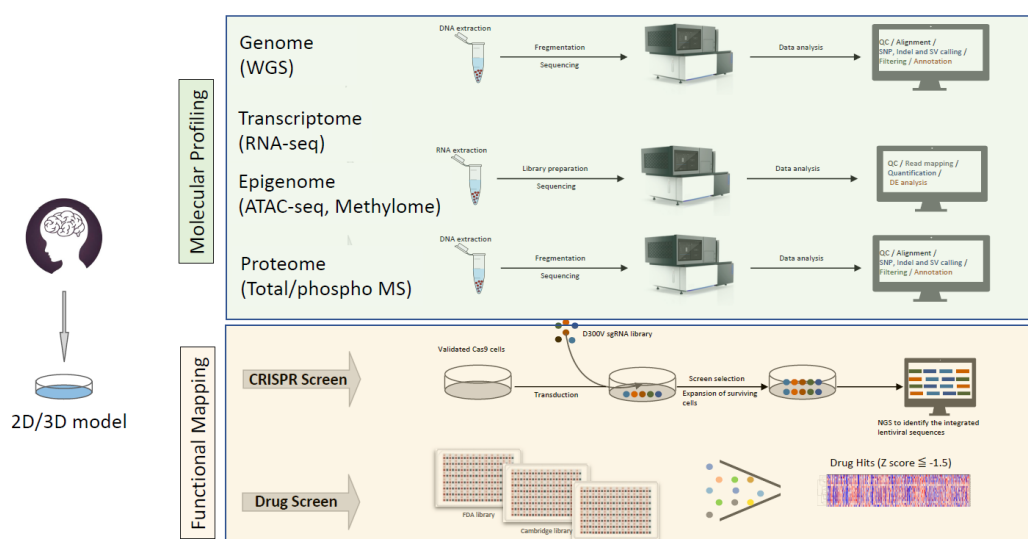 Molecular Profiling
Genome
(WGS)
DNA extraction
Fregmentation
Sequencing
Data analysis
QC / Alignment /
SNP, Indel and SV calling /
Filtering / Annotation
Transcriptome
(RNA-seq)
Epigenome
(ATAC-seq, Methylome)
RNA extraction
Library preparation
Sequencing
Data analysis
QC / Read mapping /
Quantification /
DE analysis
Proteome
(Total/phospho MS)
DNA extraction
Fregmentation
Sequencing
Data analysis
QC / Alignment /
SNP, Indel and SV calling /
Filtering / Annotation
2D/3D model
Functional Mapping
CRISPR Screen
Validated Cas9 cells
D300V sgRNA library
Transduction
Screen selection
Expansion of surviving
cells
NGS to identify the integrated
lentiviral sequences
Drug Screen
FDA library
Cambridge library
Drug Hits (Z score ≦ -1.5)